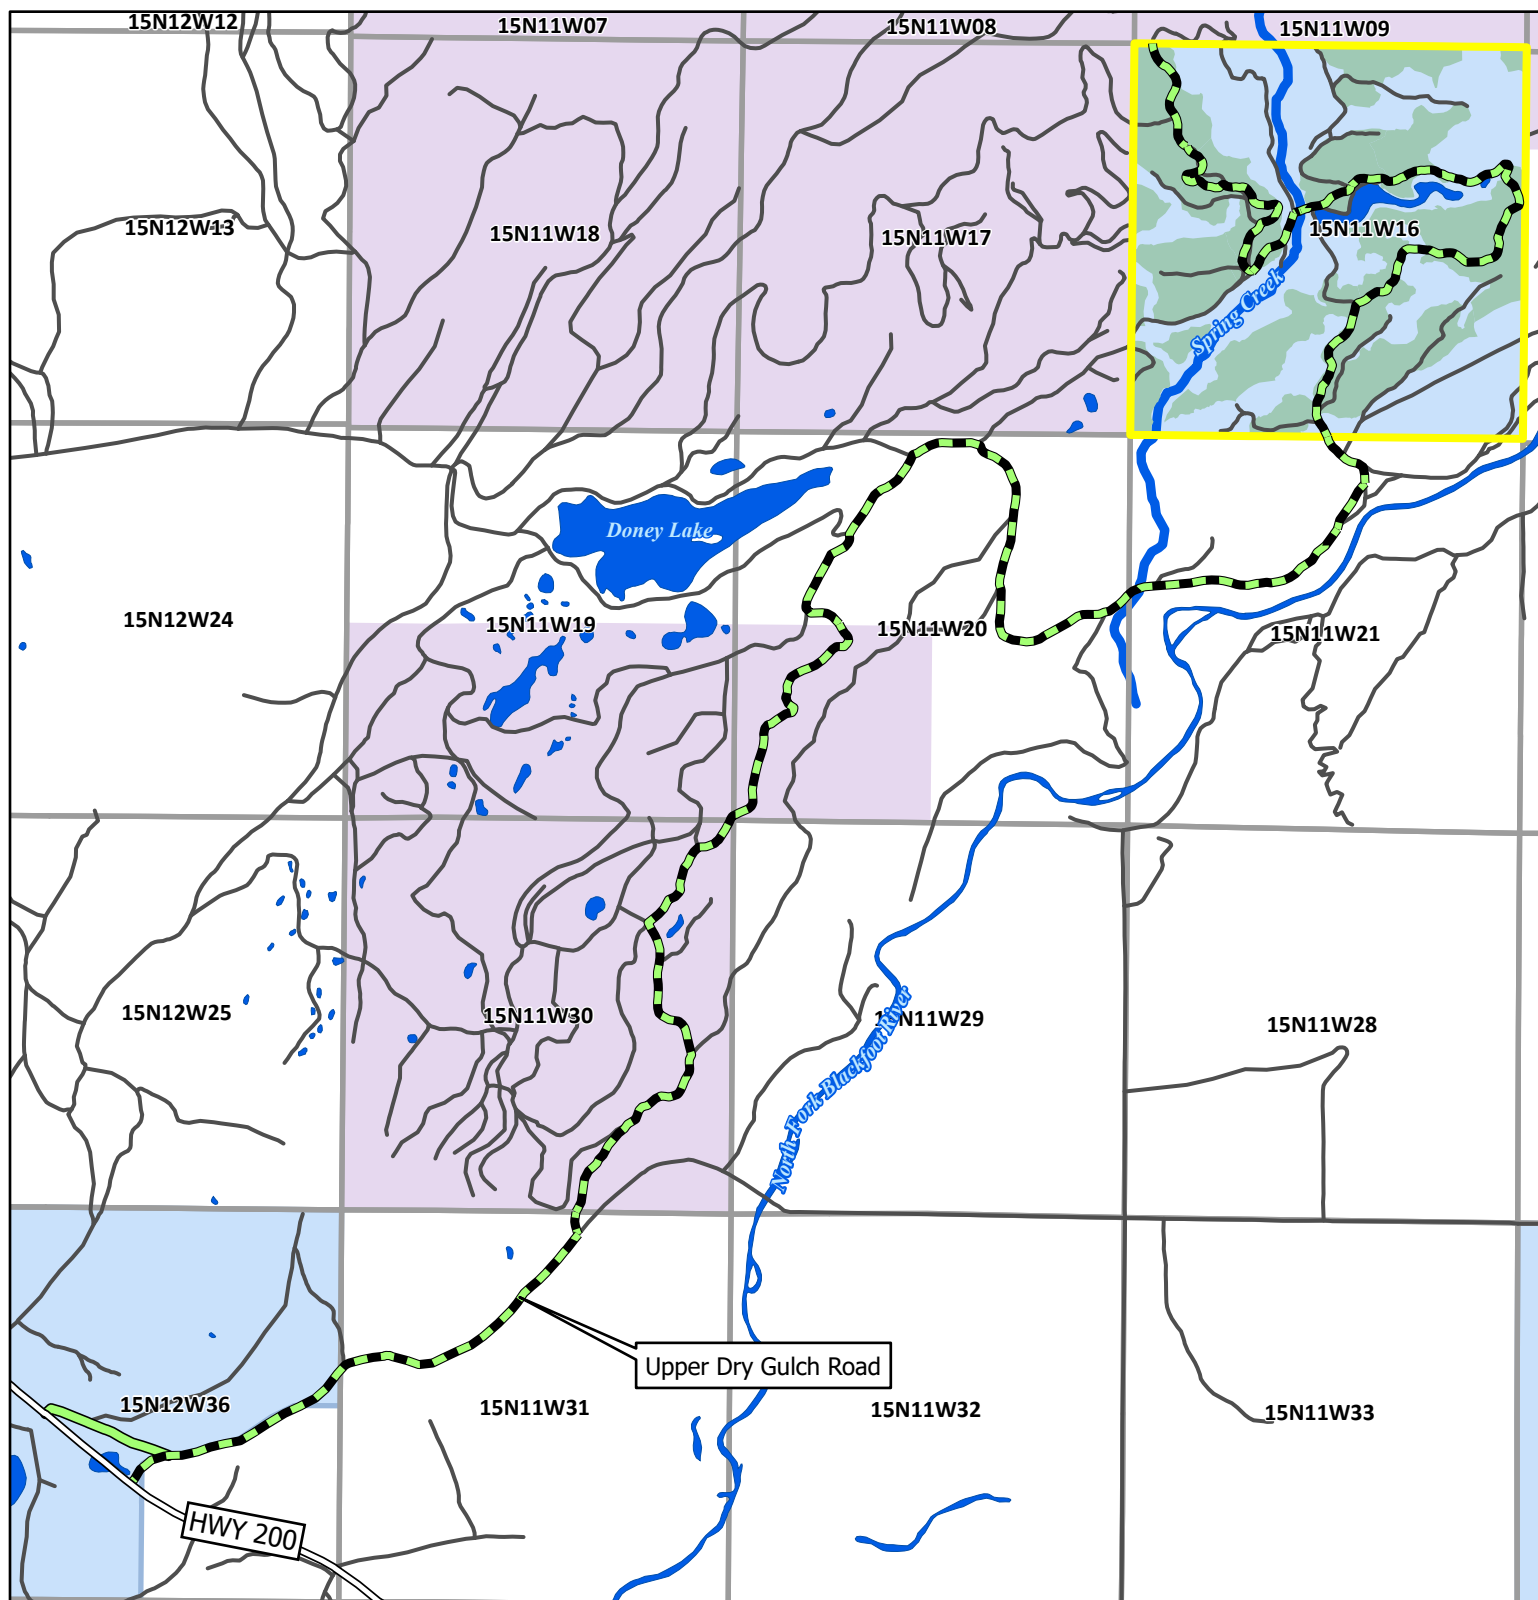 15N12W12
15N11W07
15N11W08
15N11W09
15N12W13
15N11W18
15N11W17
15N11W16
Spring Creek
Doney Lake
15N12W24
15N11W19
15N11W20
15N11W21
15N12W25
15N11W30
15N11W29
15N11W28
North Fork Blackfoot River
Upper Dry Gulch Road
15N12W36
15N11W31
15N11W32
15N11W33
HWY 200